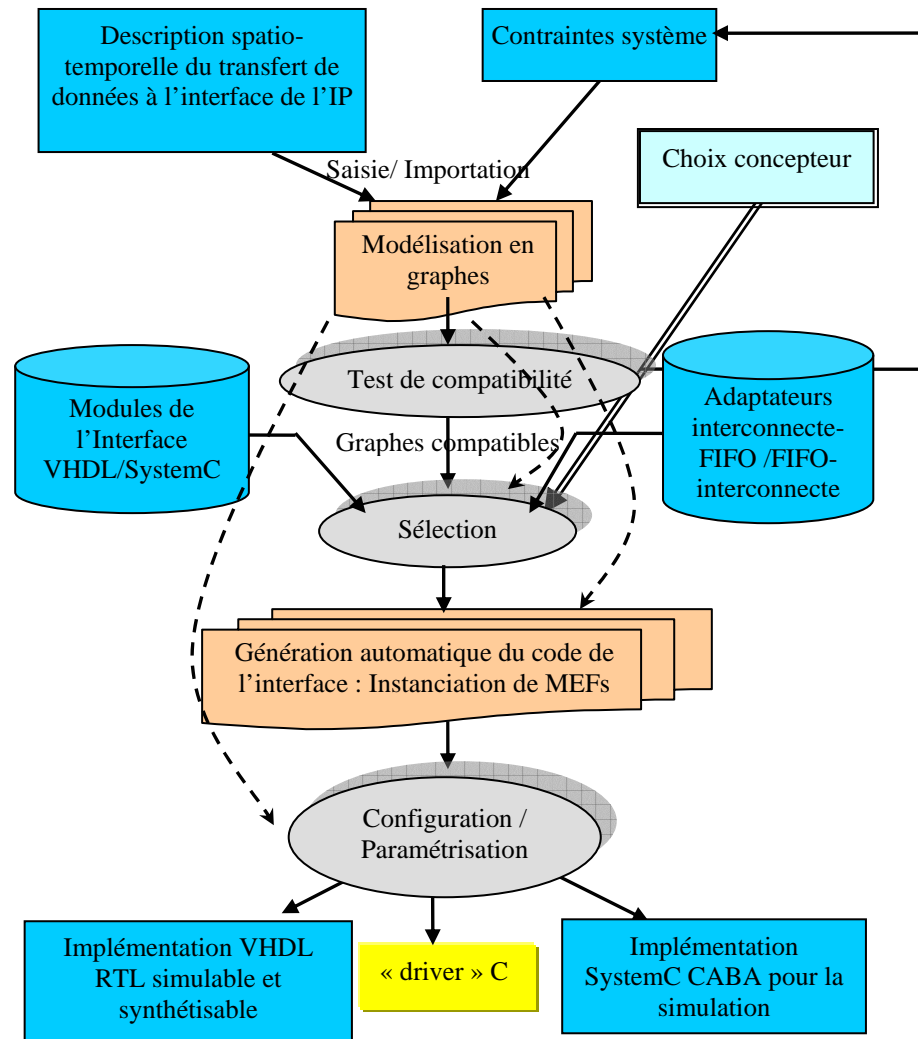 Description spatio-
temporelle du transfert de
données à l'interface de l'IP
Contraintes système
Choix concepteur
Saisie/ Importation
Modélisation en
graphes
Test de compatibilité
Modules de
l'Interface
VHDL/SystemC
Graphes compatibles
Adaptateurs
interconnecte-
FIFO /FIFO-
interconnecte
Sélection
Génération automatique du code de
l'interface : Instanciation de MEFs
Configuration /
Paramétrisation
Implémentation VHDL
RTL simulable et
synthétisable
« driver » C
Implémentation
SystemC CABA pour la
simulation